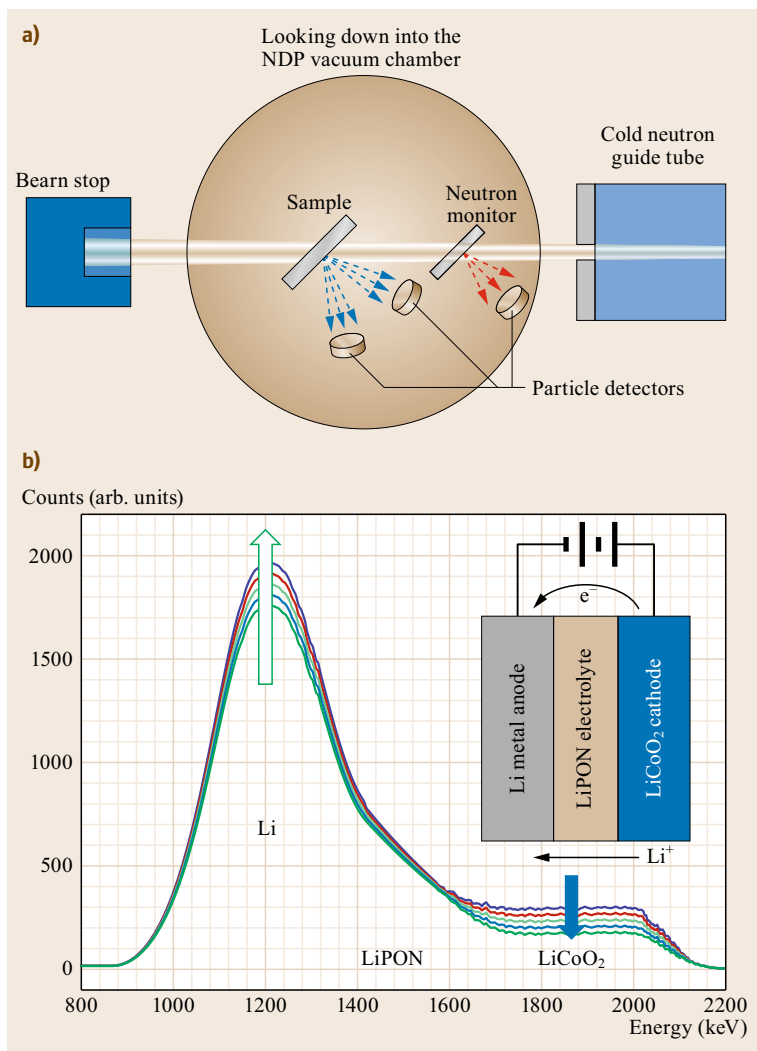 a)
Looking down into the
NDP vacuum chamber
Cold neutron
guide tube
Bearn stop
Sample
Neutron
monitor
Particle detectors
b)
Counts (arb. units)
2000
1500
1000
500
0
e⁻
Li metal anode
LiPON electrolyte
LiCoO₂ cathode
Li⁺
Li
LiPON
LiCoO₂
800 1000 1200 1400 1600 1800 2000 2200
Energy (keV)